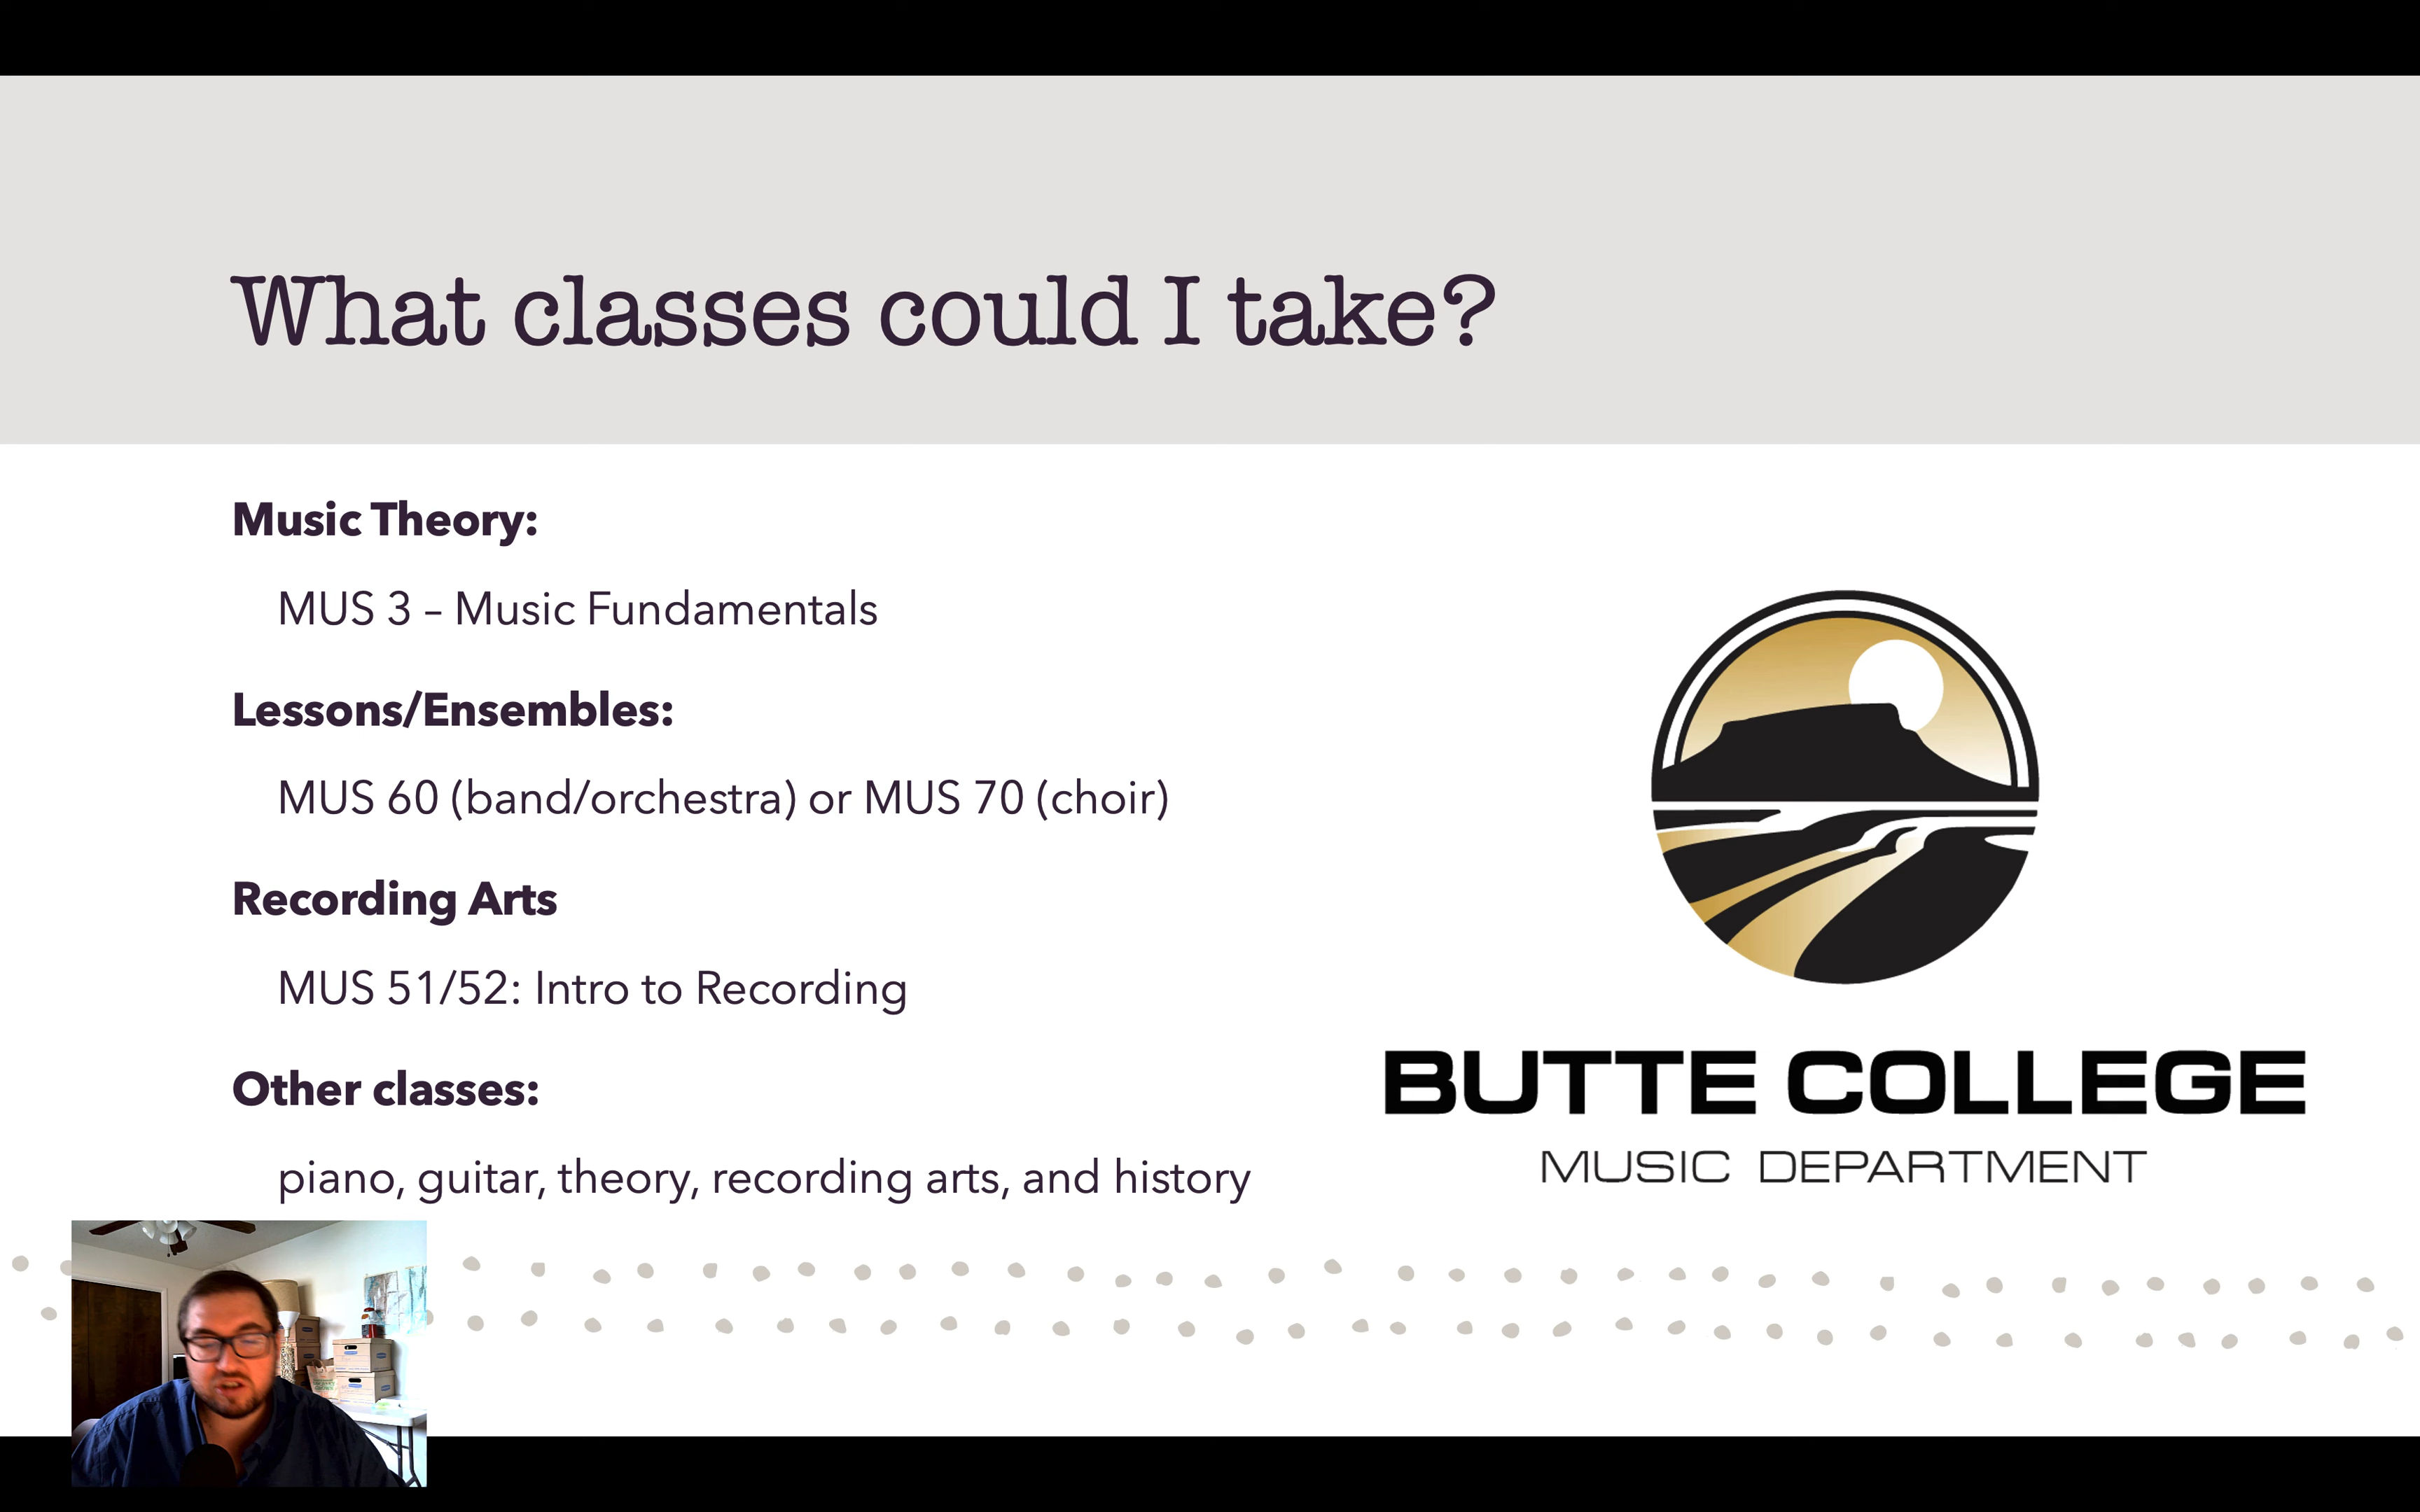 What classes could I take?
Music Theory:
MUS 3 – Music Fundamentals
Lessons/Ensembles:
MUS 60 (band/orchestra) or MUS 70 (choir)
Recording Arts
MUS 51/52: Intro to Recording
Other classes:
piano, guitar, theory, recording arts, and history
BUTTE COLLEGE
MUSIC DEPARTMENT